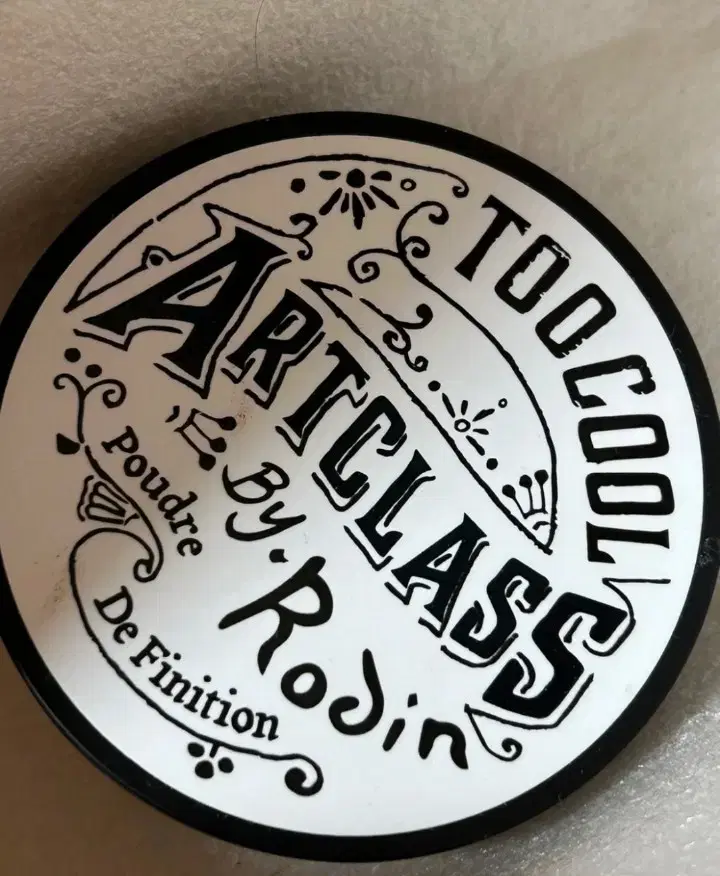 TOO COOL
ARTCLASS
By. Rodin
Poudre
De Finition